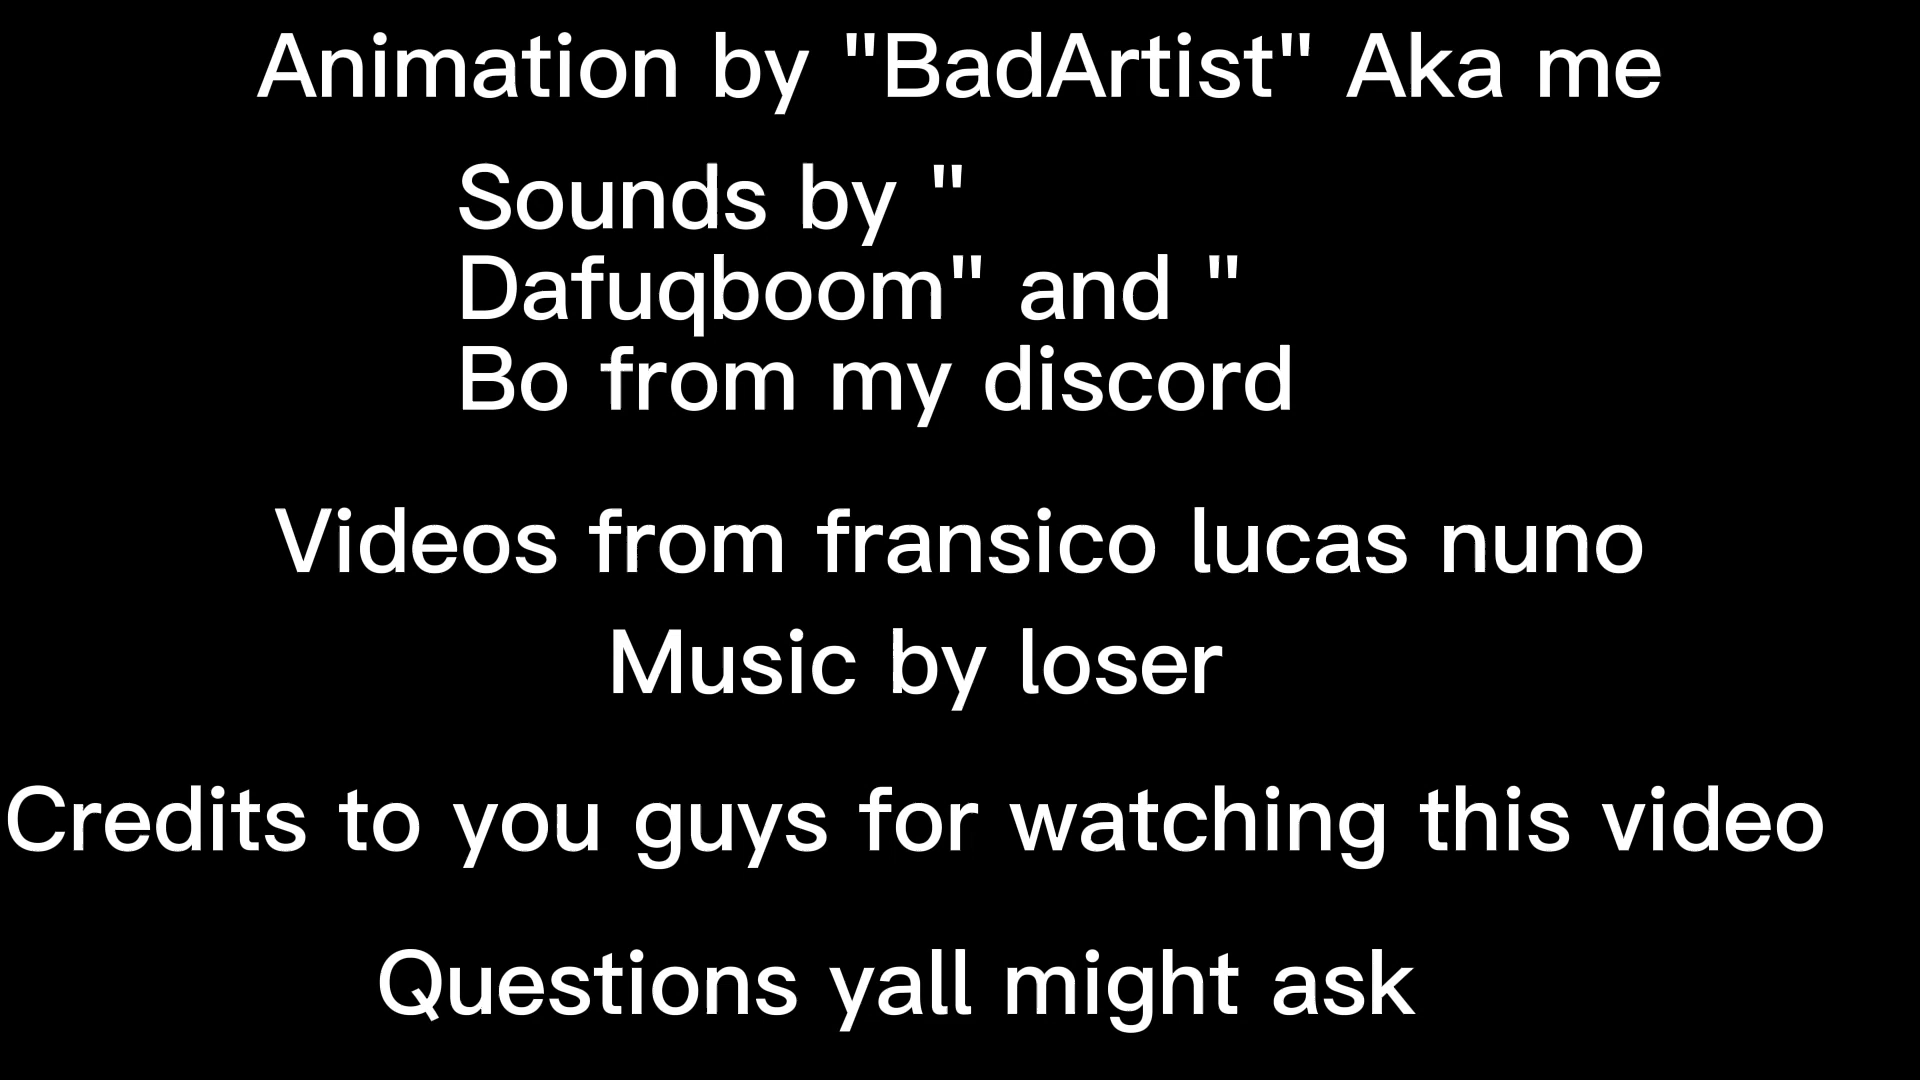 Animation by "BadArtist" Aka me
Sounds by "
Dafuqboom" and "
Bo from my discord
Videos from fransico lucas nuno
Music by loser
Credits to you guys for watching this video
Questions yall might ask